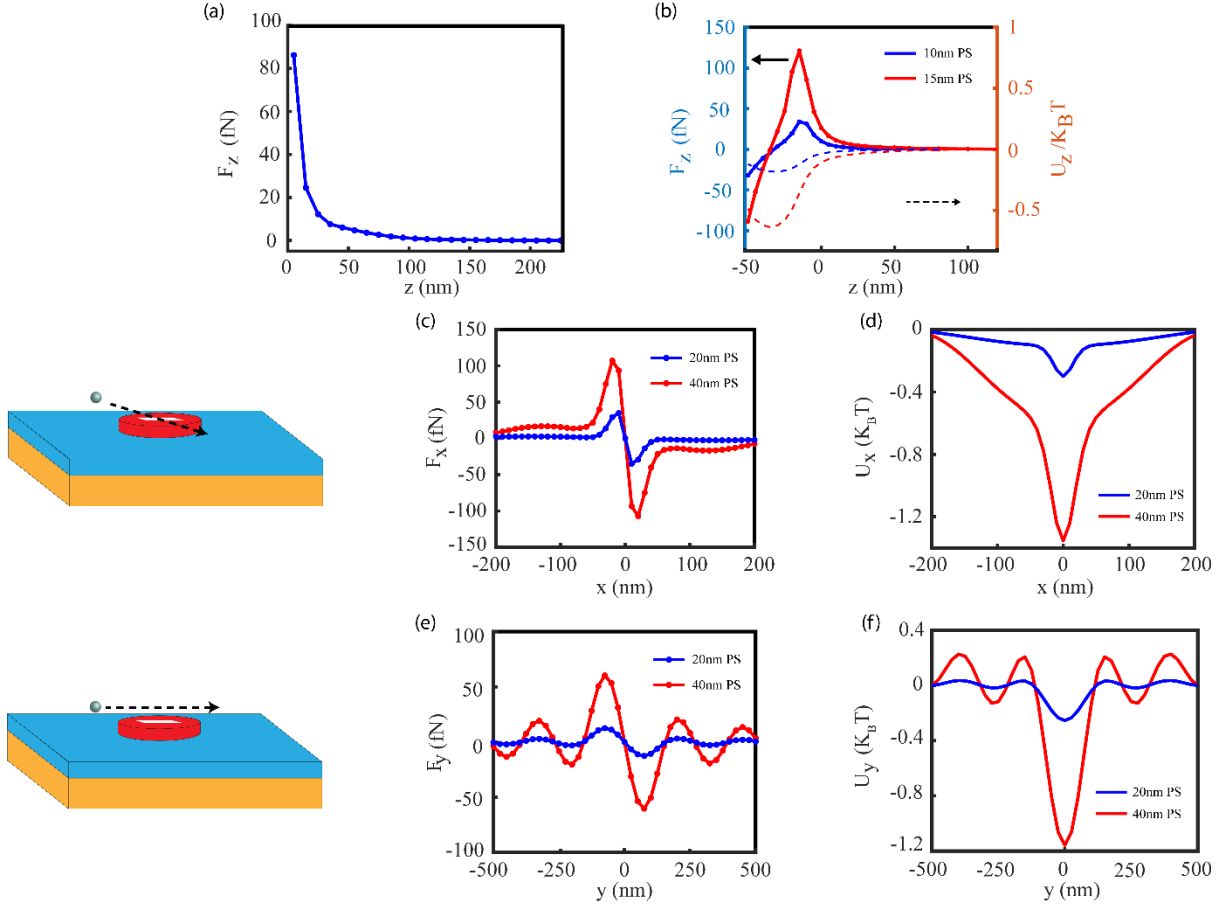 (a)
100
80
60
40
20
0
F_z (fN)
0 50 100 150 200
z (nm)
(b)
150
100
50
0
-50
-100
F_z (fN)
10nm PS
15nm PS
1
0.5
0
-0.5
U_z/K_BT
-50 0 50 100
z (nm)
(c)
150
100
50
0
-50
-100
-150
F_x (fN)
20nm PS
40nm PS
-200 -100 0 100 200
x (nm)
(d)
0
-0.4
-0.8
-1.2
U_x (K_BT)
20nm PS
40nm PS
-200 -100 0 100 200
x (nm)
(e)
100
50
0
-50
-100
F_y (fN)
20nm PS
40nm PS
-500 -250 0 250 500
y (nm)
(f)
0.4
0
-0.4
-0.8
-1.2
U_y (K_BT)
20nm PS
40nm PS
-500 -250 0 250 500
y (nm)